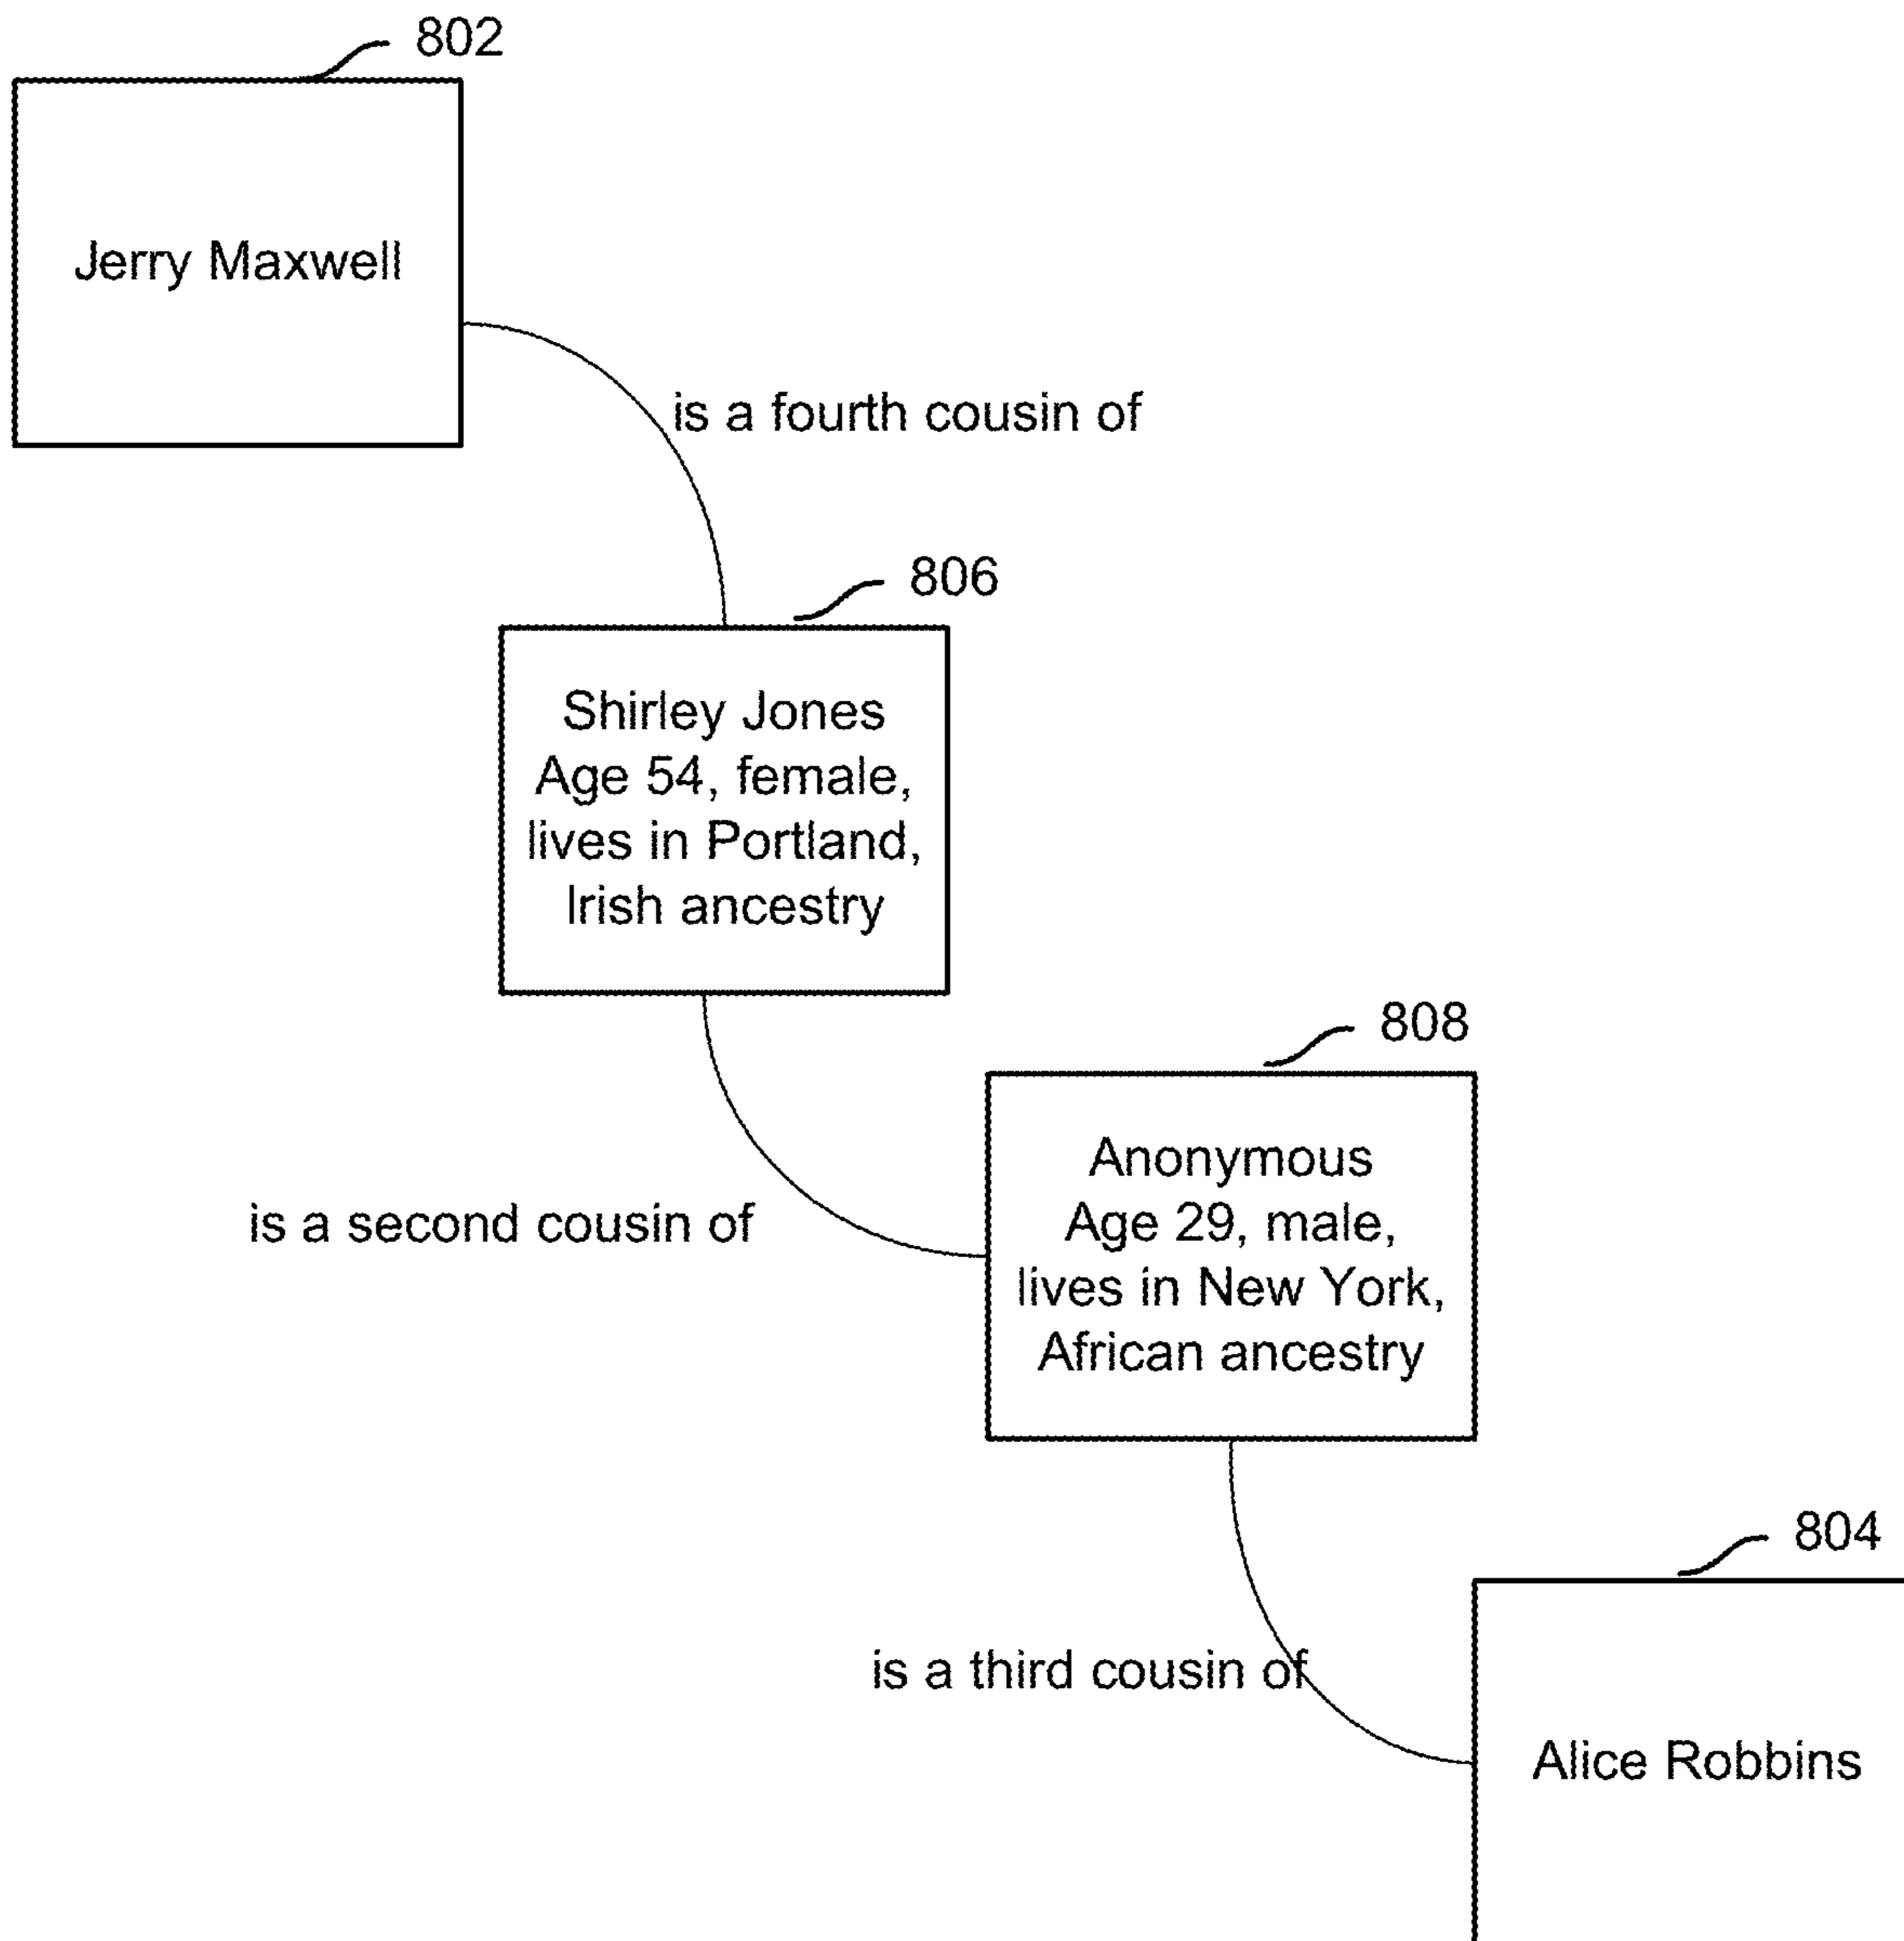 802
Jerry Maxwell
is a fourth cousin of
806
Shirley Jones
Age 54, female,
lives in Portland,
Irish ancestry
808
Anonymous
Age 29, male,
lives in New York,
African ancestry
is a second cousin of
804
is a third cousin of
Alice Robbins